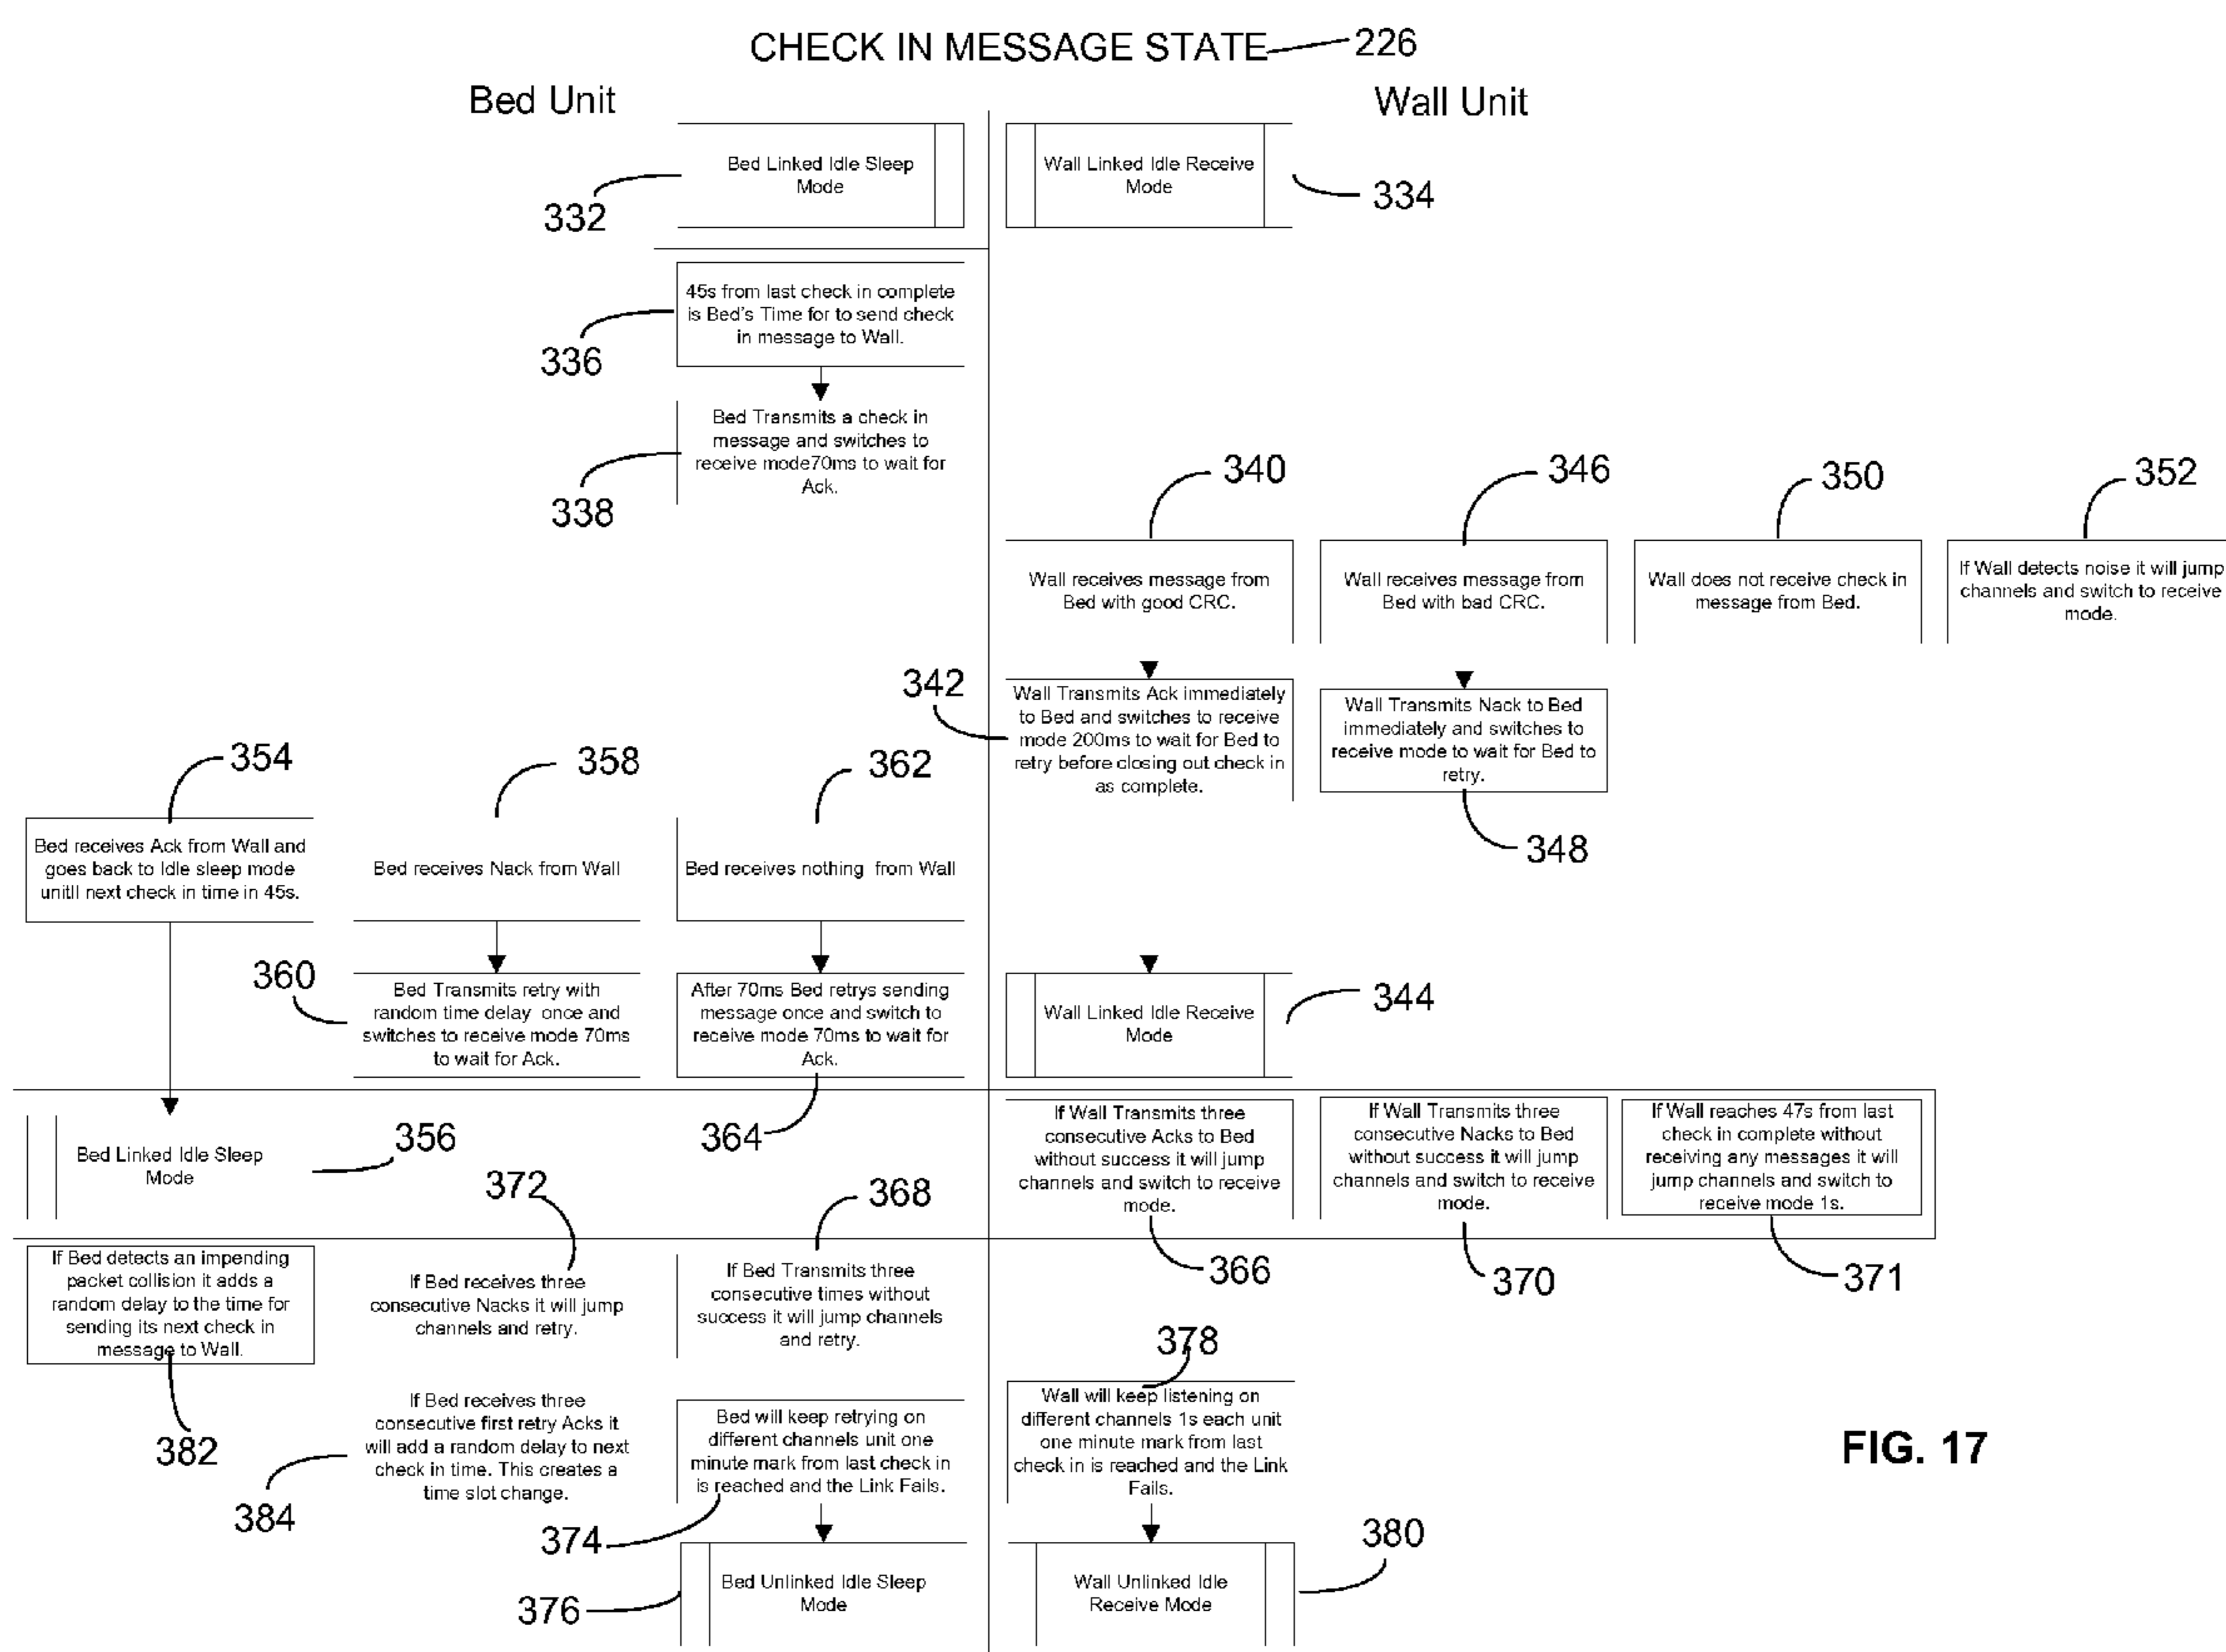 CHECK IN MESSAGE STATE 226
Bed Unit
Wall Unit
Bed Linked Idle Sleep
Mode
332
Wall Linked Idle Receive
Mode
334
45s from last check in complete
is Bed's Time for to send check
in message to Wall.
336
Bed Transmits a check in
message and switches to
receive mode70ms to wait for
Ack.
338
340
346
350
352
Wall receives message from
Bed with good CRC.
Wall receives message from
Bed with bad CRC.
Wall does not receive check in
message from Bed.
If Wall detects noise it will jump
channels and switch to receive
mode.
342
Wall Transmits Ack immediately
to Bed and switches to receive
mode 200ms to wait for Bed to
retry before closing out check in
as complete.
Wall Transmits Nack to Bed
immediately and switches to
receive mode to wait for Bed to
retry.
348
354
358
362
Bed receives Ack from Wall and
goes back to Idle sleep mode
unitll next check in time in 45s.
Bed receives Nack from Wall
Bed receives nothing from Wall
360
Bed Transmits retry with
random time delay once and
switches to receive mode 70ms
to wait for Ack.
After 70ms Bed retrys sending
message once and switch to
receive mode 70ms to wait for
Ack.
364
Wall Linked Idle Receive
Mode
344
Bed Linked Idle Sleep
Mode
356
If Wall Transmits three
consecutive Acks to Bed
without success it will jump
channels and switch to receive
mode.
366
If Wall Transmits three
consecutive Nacks to Bed
without success it will jump
channels and switch to receive
mode.
370
If Wall reaches 47s from last
check in complete without
receiving any messages it will
jump channels and switch to
receive mode 1s.
371
372
368
If Bed detects an impending
packet collision it adds a
random delay to the time for
sending its next check in
message to Wall.
382
If Bed receives three
consecutive Nacks it will jump
channels and retry.
If Bed Transmits three
consecutive times without
success it will jump channels
and retry.
378
If Bed receives three
consecutive first retry Acks it
will add a random delay to next
check in time. This creates a
time slot change.
384
Bed will keep retrying on
different channels unit one
minute mark from last check in
is reached and the Link Fails.
374
Wall will keep listening on
different channels 1s each unit
one minute mark from last
check in is reached and the Link
Fails.
FIG. 17
Bed Unlinked Idle Sleep
Mode
376
Wall Unlinked Idle
Receive Mode
380